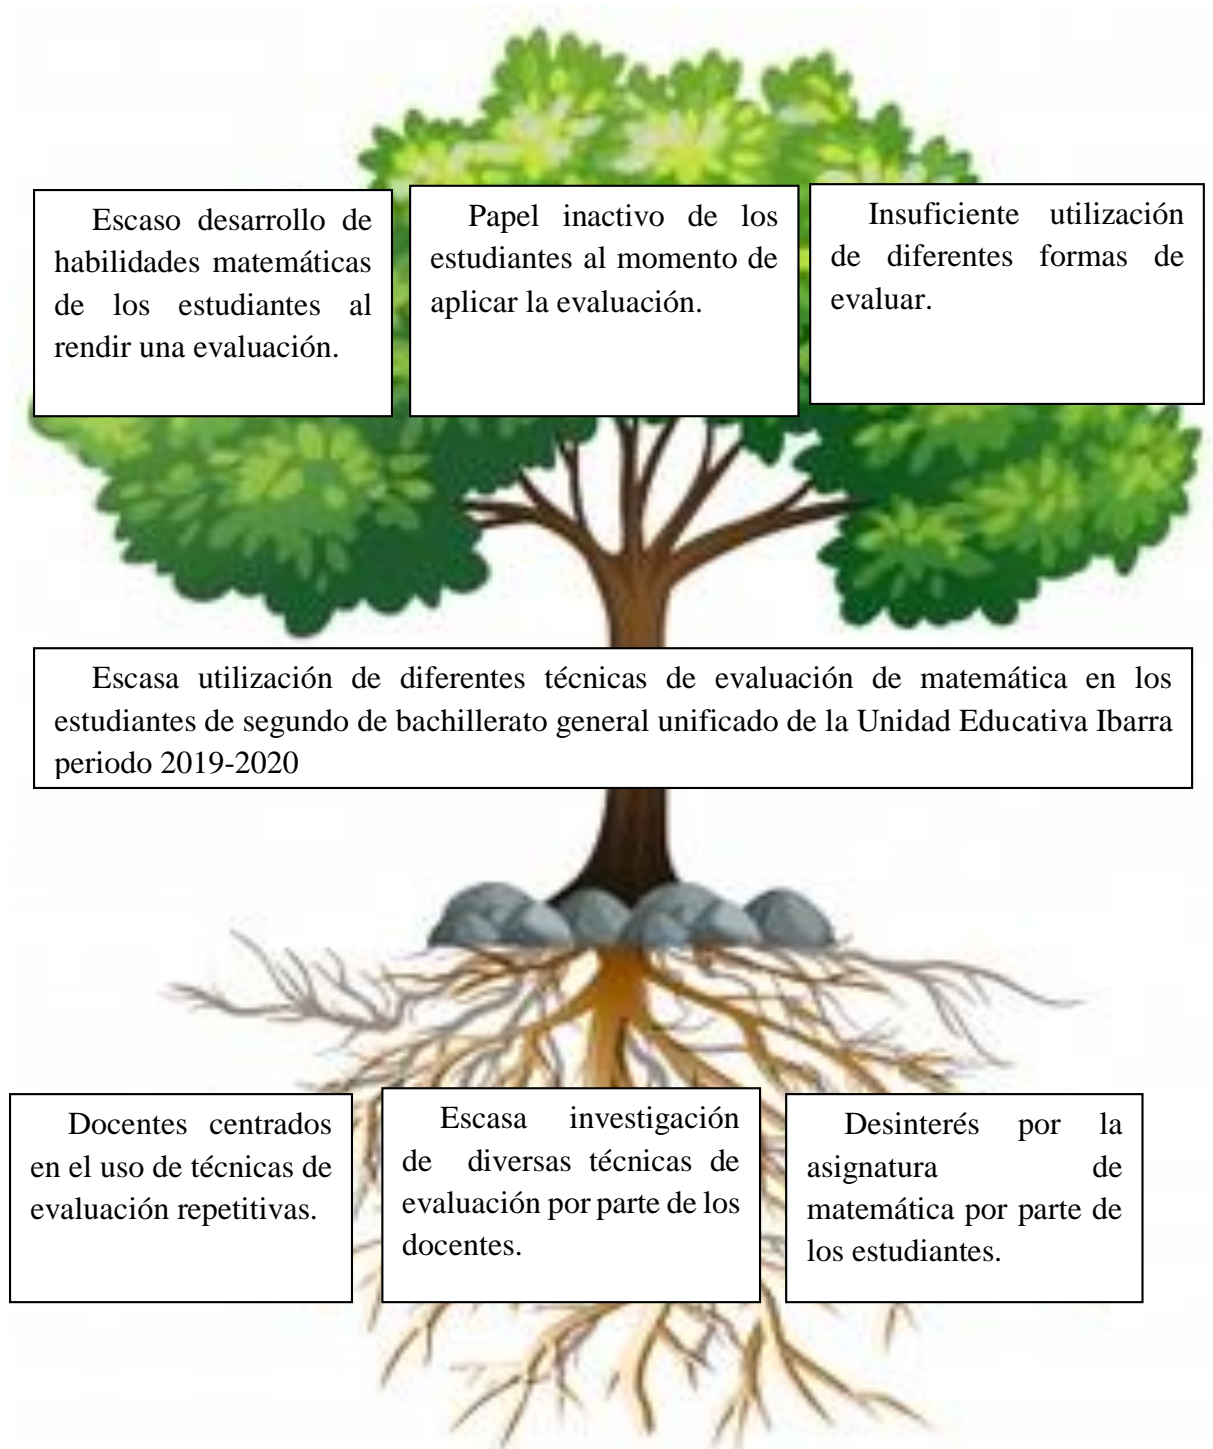 Escaso desarrollo de
habilidades matemáticas
de los estudiantes al
rendir una evaluación.
Papel inactivo de los
estudiantes al momento de
aplicar la evaluación.
Insuficiente utilización
de diferentes formas de
evaluar.
Escasa utilización de diferentes técnicas de evaluación de matemática en los
estudiantes de segundo de bachillerato general unificado de la Unidad Educativa Ibarra
periodo 2019-2020
Docentes centrados
en el uso de técnicas de
evaluación repetitivas.
Escasa investigación
de diversas técnicas de
evaluación por parte de los
docentes.
Desinterés por la
asignatura de
matemática por parte de
los estudiantes.